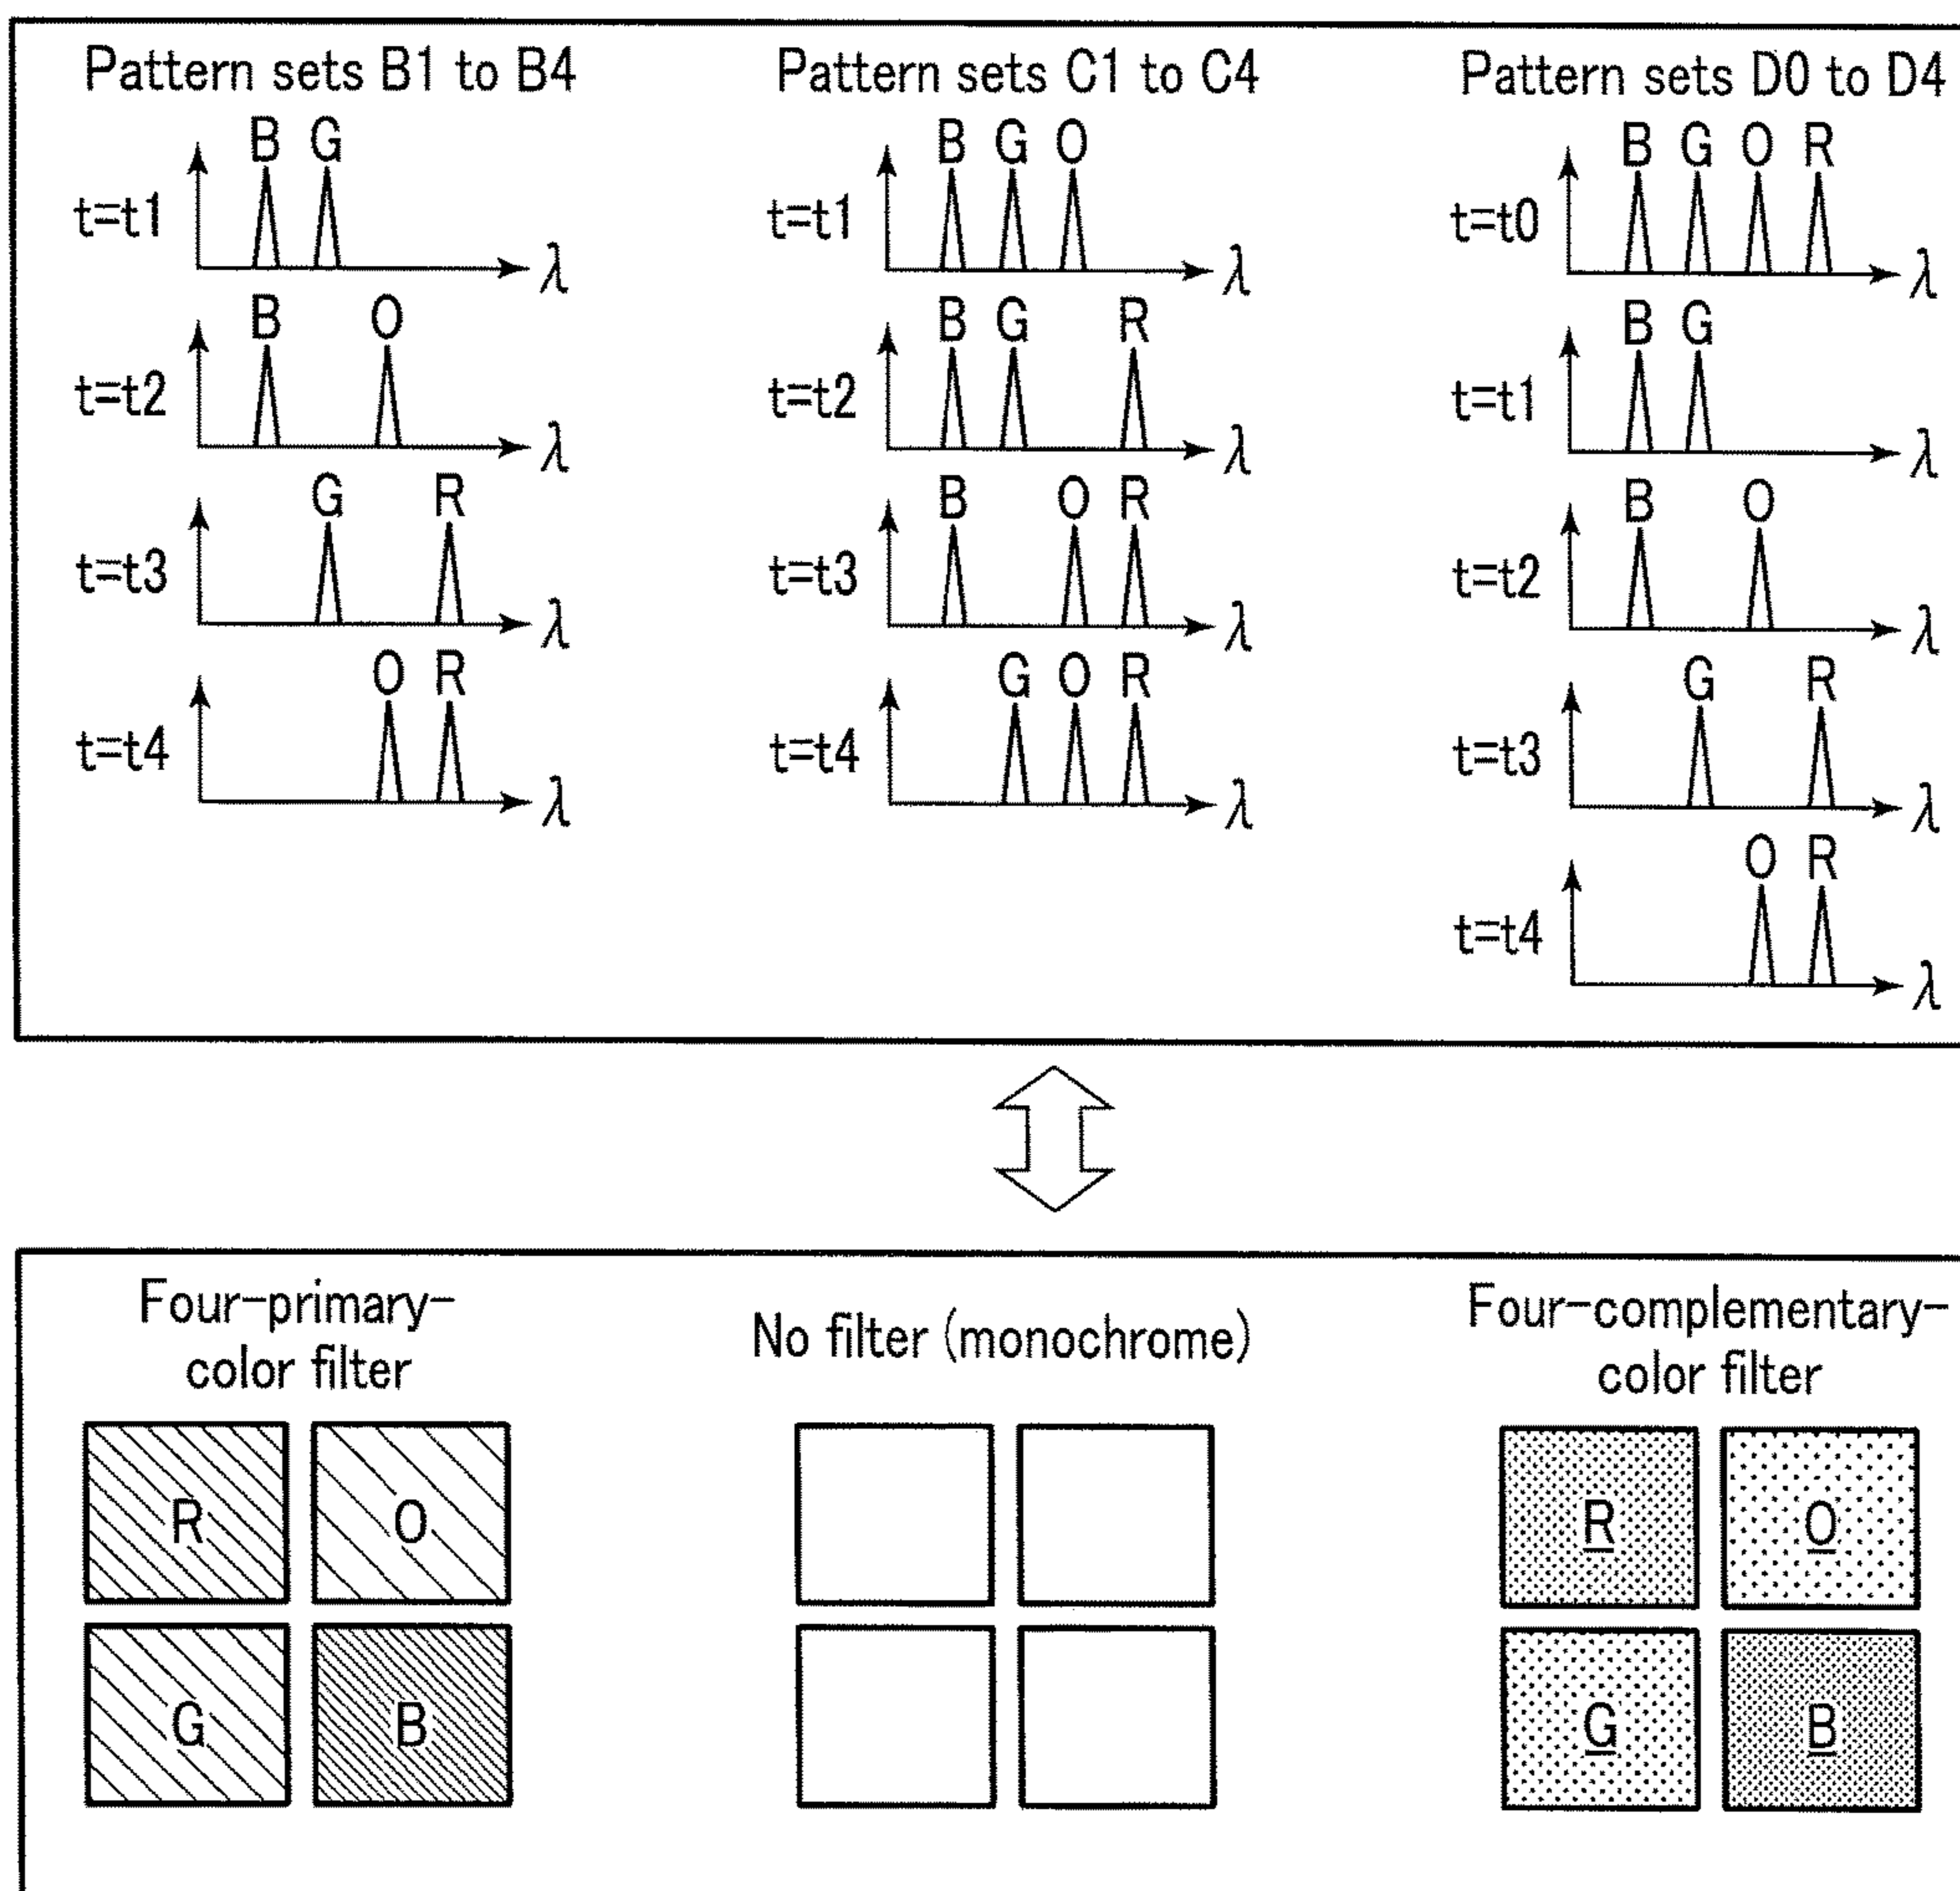 Pattern sets B1 to B4
B G
t=t1
λ
B O
t=t2
λ
G R
t=t3
λ
O R
t=t4
λ
Pattern sets C1 to C4
B G O
t=t1
λ
B G R
t=t2
λ
B O R
t=t3
λ
G O R
t=t4
λ
Pattern sets D0 to D4
B G O R
t=t0
λ
B G
t=t1
λ
B O
t=t2
λ
G R
t=t3
λ
O R
t=t4
λ
Four-primary-
color filter
R O
G B
No filter (monochrome)
Four-complementary-
color filter
R O
G B